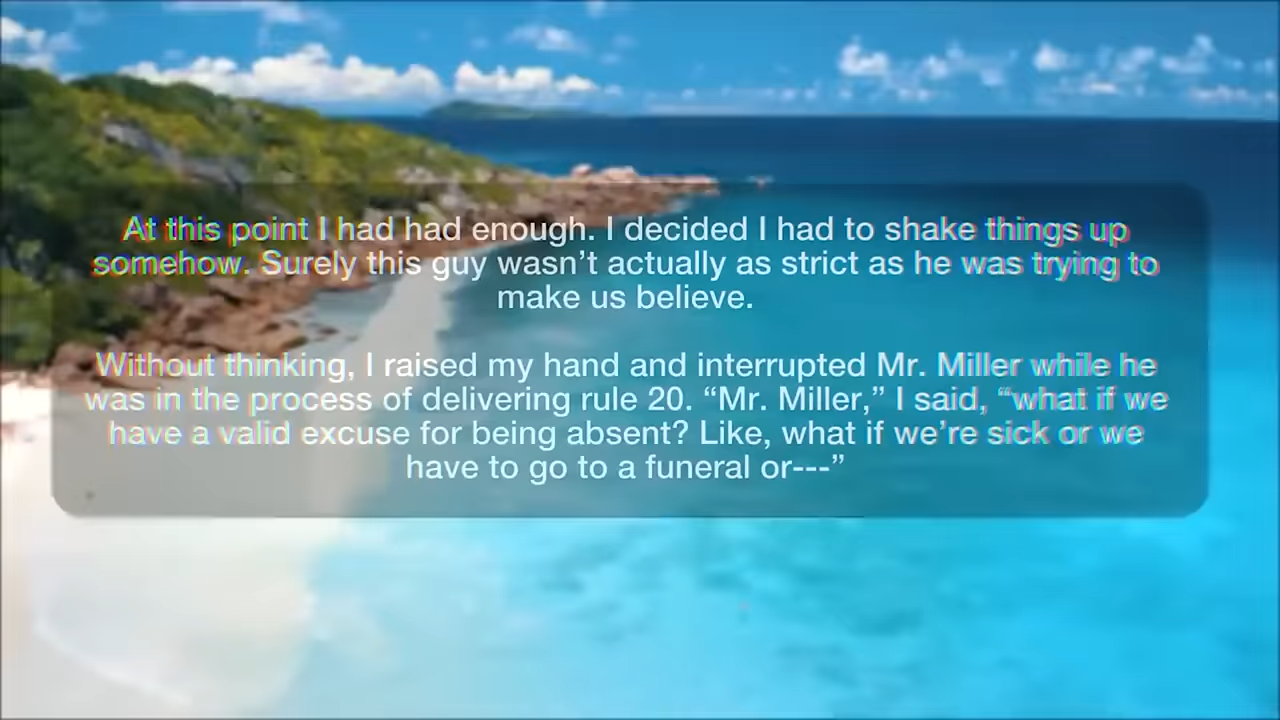 At this point I had had enough. I decided I had to shake things up
somehow. Surely this guy wasn’t actually as strict as he was trying to
make us believe.
Without thinking, I raised my hand and interrupted Mr. Miller while he
was in the process of delivering rule 20. “Mr. Miller,” I said, “what if we
have a valid excuse for being absent? Like, what if we’re sick or we
have to go to a funeral or---”